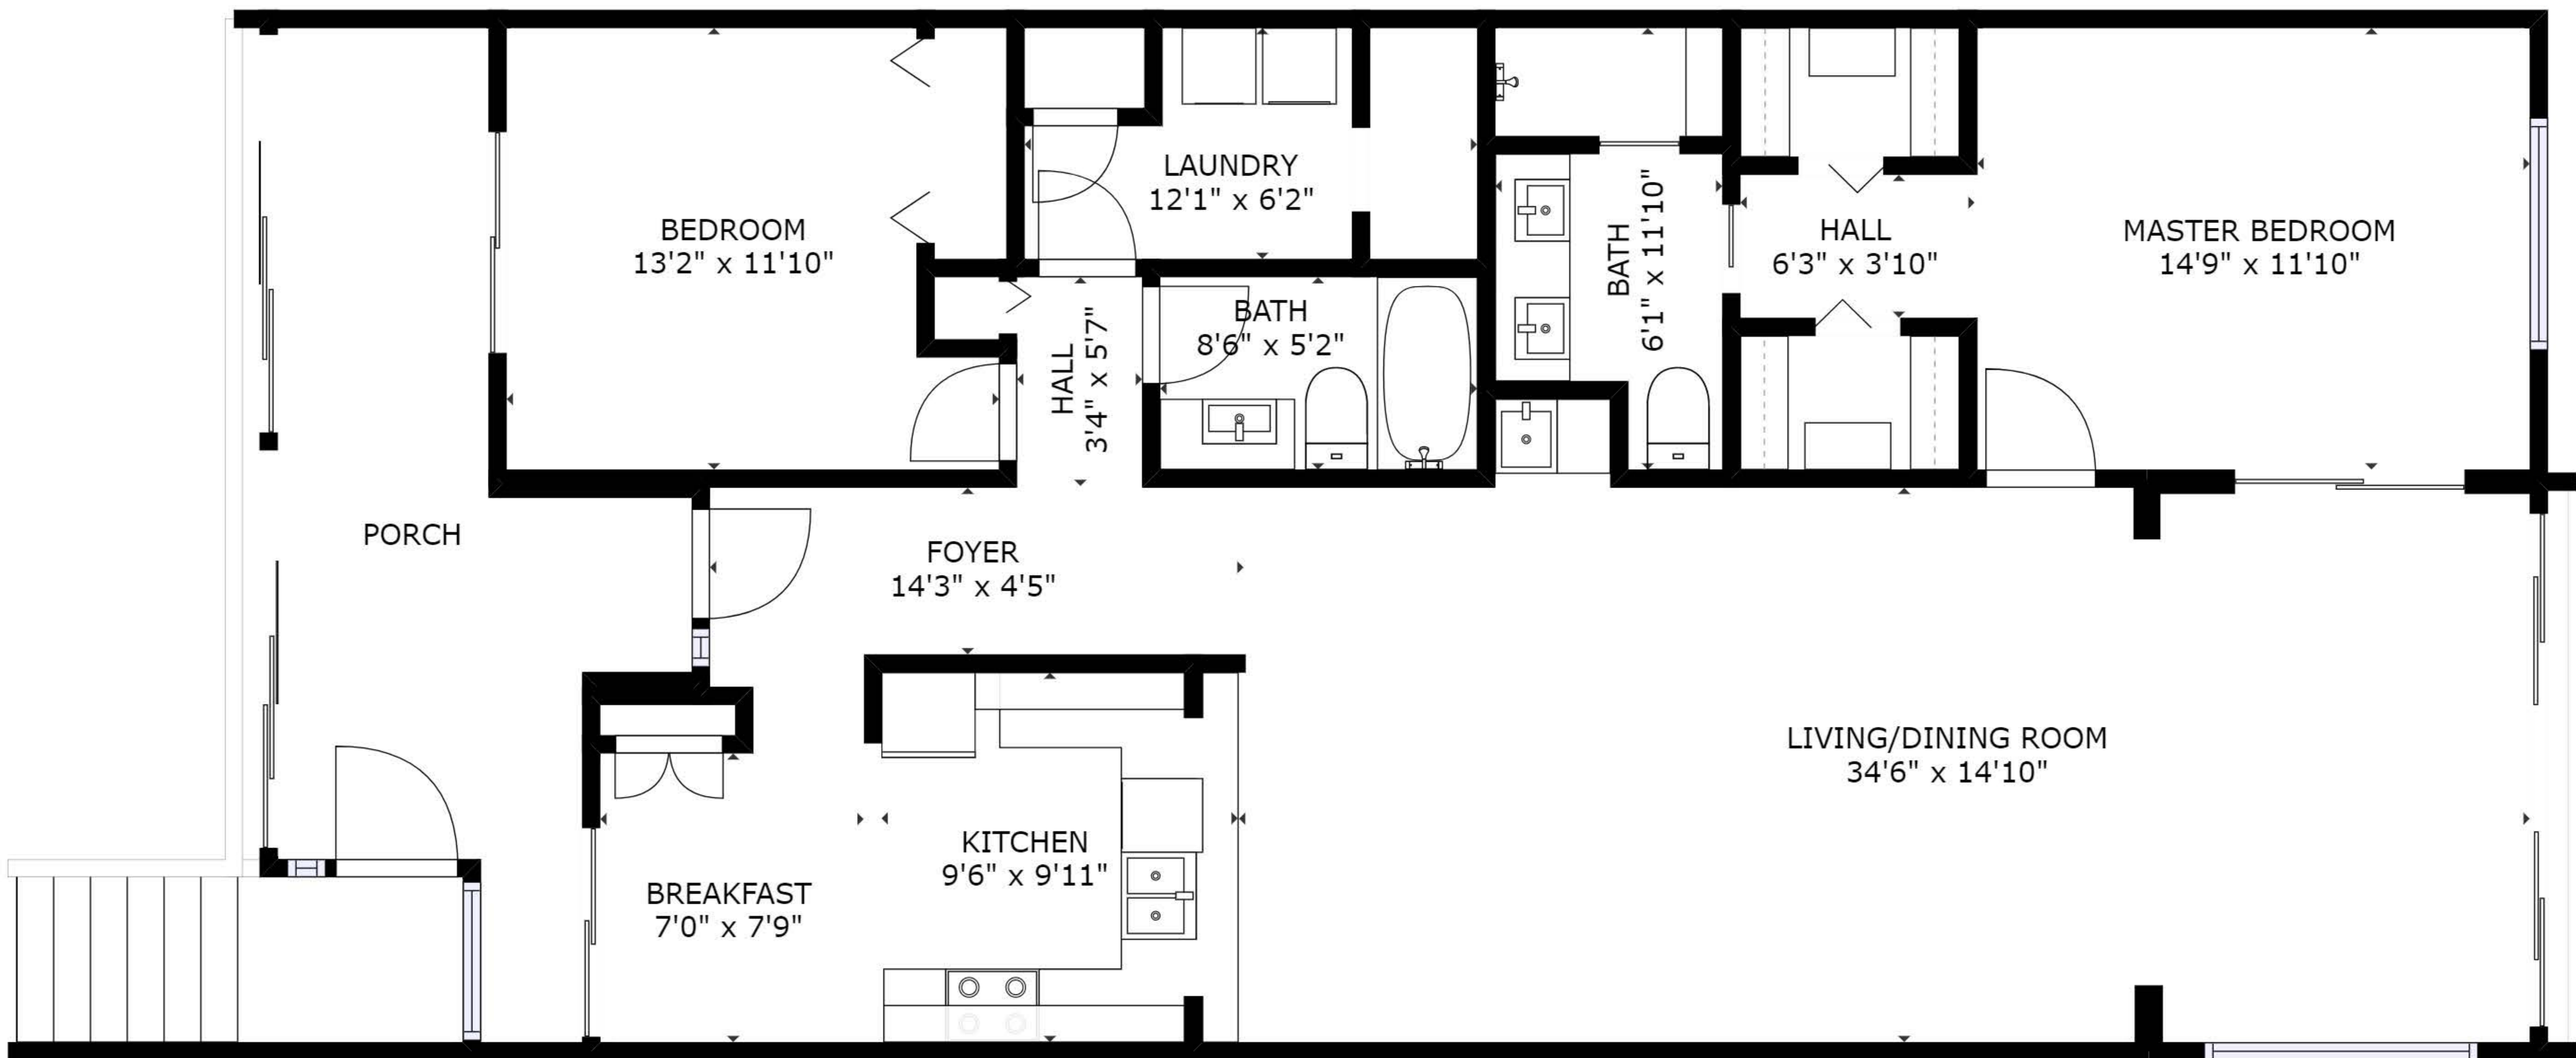 BEDROOM
13'2" x 11'10"
LAUNDRY
12'1" x 6'2"
BATH
6'1" x 11'10"
HALL
6'3" x 3'10"
MASTER BEDROOM
14'9" x 11'10"
HALL
3'4" x 5'7"
BATH
8'6" x 5'2"
PORCH
FOYER
14'3" x 4'5"
LIVING/DINING ROOM
34'6" x 14'10"
KITCHEN
9'6" x 9'11"
BREAKFAST
7'0" x 7'9"